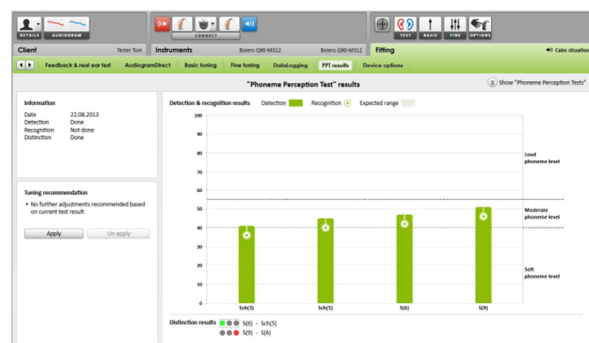 DETAILS AUDIOGRAM CONNECT TEST BASIC FINE OPTIONS
Client Tester Tom Instruments Bolero Q90-M312 Bolero Q90-M312 Fitting Calm situation
Feedback & real ear test AudiogramDirect Basic tuning Fine tuning DataLogging PPT results Device options
"Phoneme Perception Test" results
Show "Phoneme Perception Tests"
Information
Date 22.08.2013
Detection Done
Recognition Not done
Distinction Done
Tuning recommendation
• No further adjustments recommended based
on current test result
Apply Un-apply
Detection & recognition results Detection Recognition Expected range
100
90
80
70
60
50
40
30
20
10
0
Loud
phoneme level
Moderate
phoneme level
Soft
phoneme level
Sch(3) Sch(5) S(6) S(9)
Distinction results S(6) - Sch(5)
S(9) - S(6)